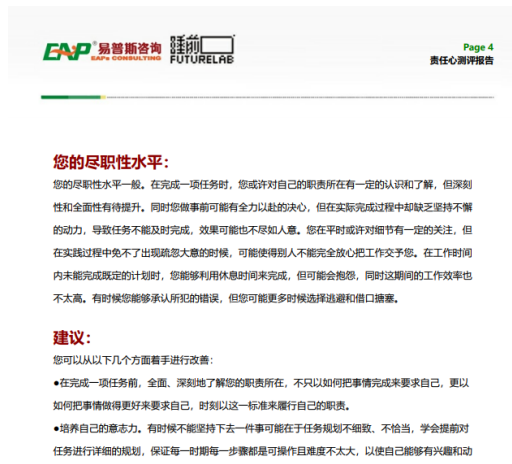 EAP®易普斯咨询
EAPs CONSULTING
睡前
FUTURELAB
Page 4
责任心测评报告
您的尽职性水平：
您的尽职性水平一般。在完成一项任务时，您或许对自己的职责所在有一定的认识和了解，但深刻
性和全面性有待提升。同时您做事前可能有全力以赴的决心，但在实际完成过程中却缺乏坚持不懈
的动力，导致任务不能及时完成，效果可能也不尽如人意。您在平时或许对细节有一定的关注，但
在实践过程中免不了出现疏忽大意的时候，可能使得别人不能完全放心把工作交予您。在工作时间
内未能完成既定的计划时，您能够利用休息时间来完成，但可能会抱怨，同时这期间的工作效率也
不太高。有时候您能够承认所犯的错误，但您可能更多时候选择逃避和借口搪塞。
建议：
您可以从以下几个方面着手进行改善：
●在完成一项任务前，全面、深刻地了解您的职责所在，不只以如何把事情完成来要求自己，更以
如何把事情做得更好来要求自己，时刻以这一标准来履行自己的职责。
●培养自己的意志力。有时候不能坚持下去一件事可能在于任务规划不细致、不恰当，学会提前对
任务进行详细的规划，保证每一时期每一步骤都是可操作且难度不太大，以使自己能够有兴趣和动